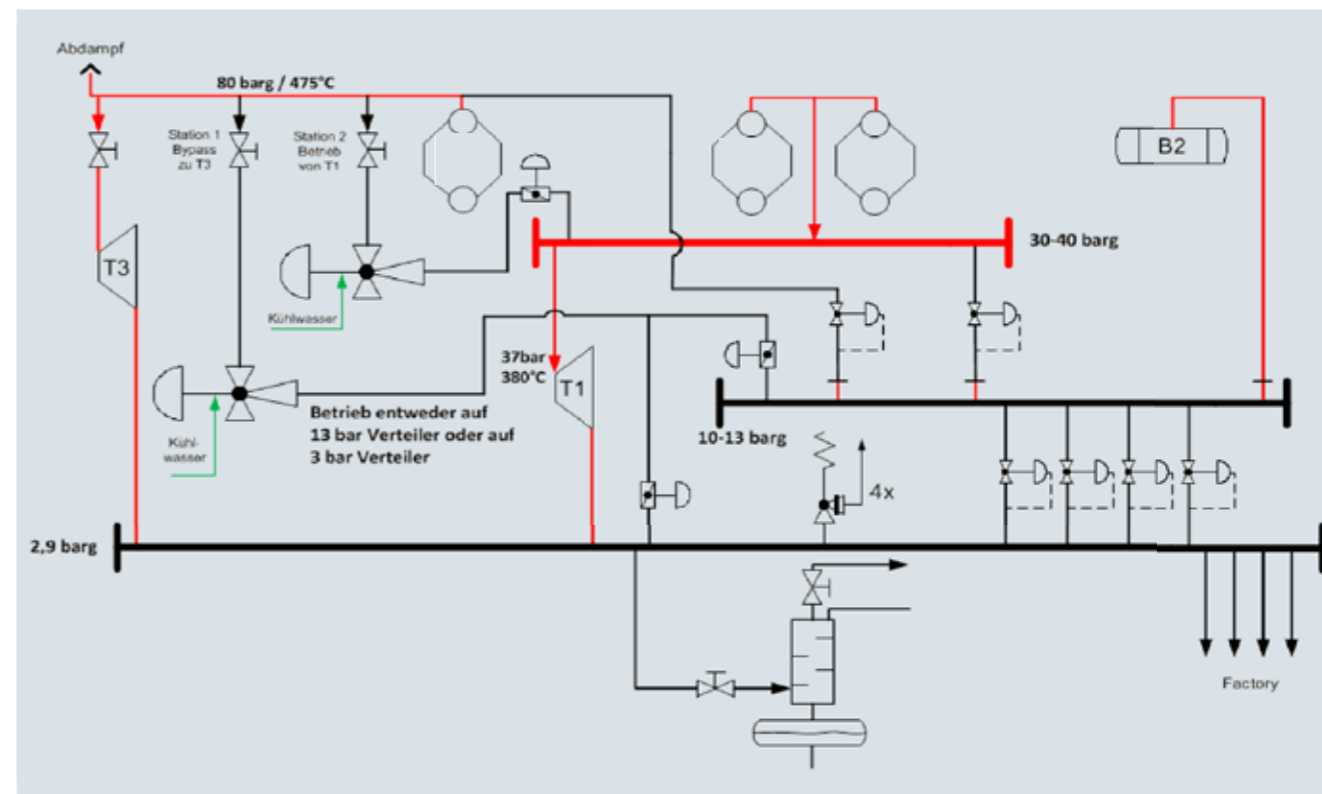 Abdampf
80 barg / 475°C
Station 1
Bypass
zu T3
Station 2
Betrieb
von T1
B2
30-40 barg
T3
Kühlwasser
37bar
380°C
T1
Betrieb entweder auf
13 bar Verteiler oder auf
3 bar Verteiler
10-13 barg
Kühl-
wasser
4x
2,9 barg
Factory